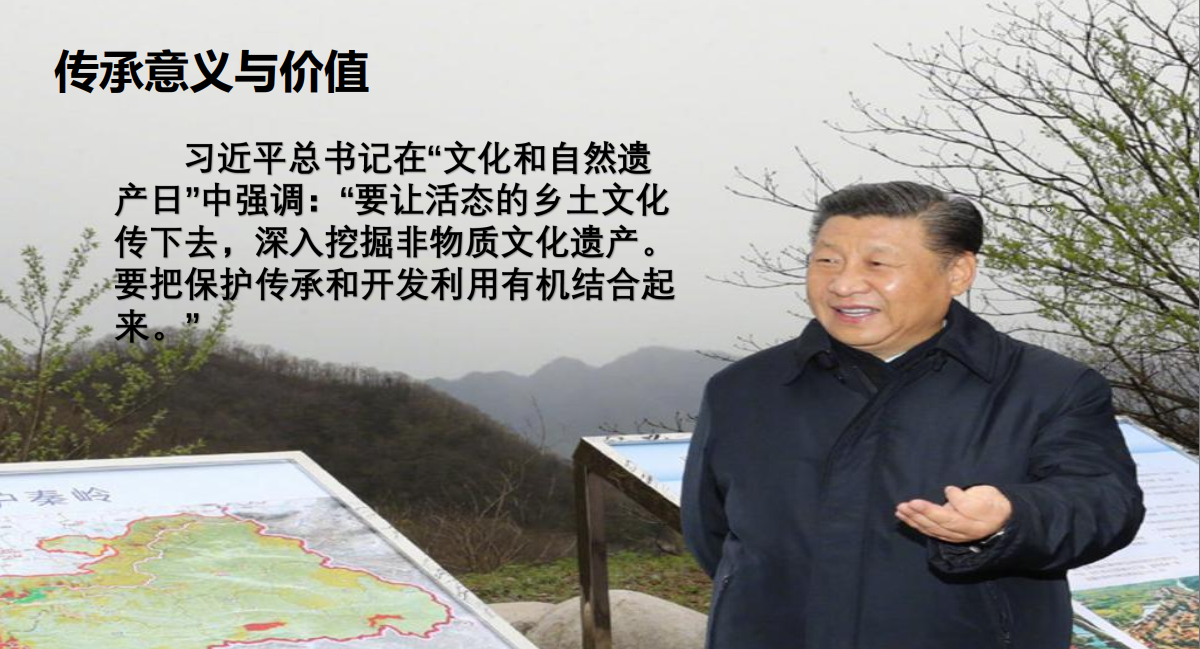 传承意义与价值
习近平总书记在“文化和自然遗
产日”中强调：“要让活态的乡土文化
传下去，深入挖掘非物质文化遗产。
要把保护传承和开发利用有机结合起
来。”
秦岭